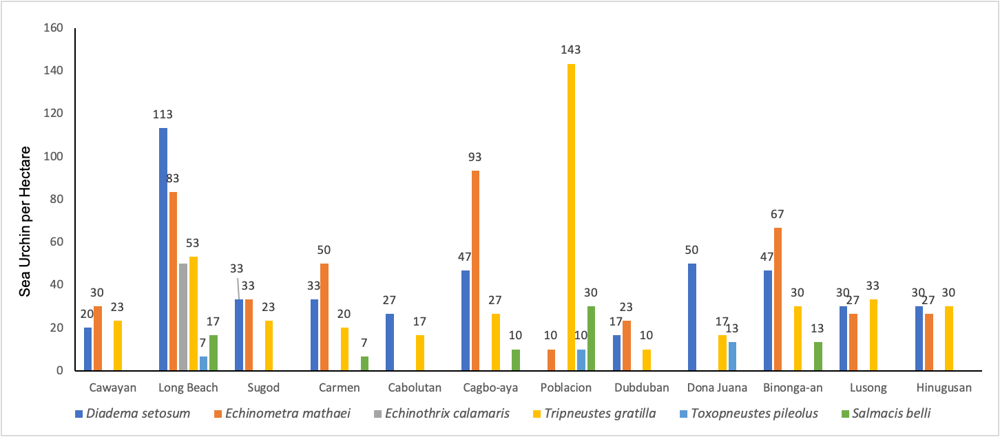 160
140
120
100
80
60
40
20
0
Sea Urchin per Hectare
20 30 23
113 83 53 7 17
33 33 23
33 50 20 7
27 17
47 93 27 10
10 143 10 30
17 23 10
50 17 13
47 67 30 13
30 27 33
30 27 30
Cawayan Long Beach Sugod Carmen Cabolutan Cagbo-aya Poblacion Dubduban Dona Juana Binonga-an Lusong Hinugusan
Diadema setosum Echinometra mathaei Echinothrix calamaris Tripneustes gratilla Toxopneustes pileolus Salmacis belli